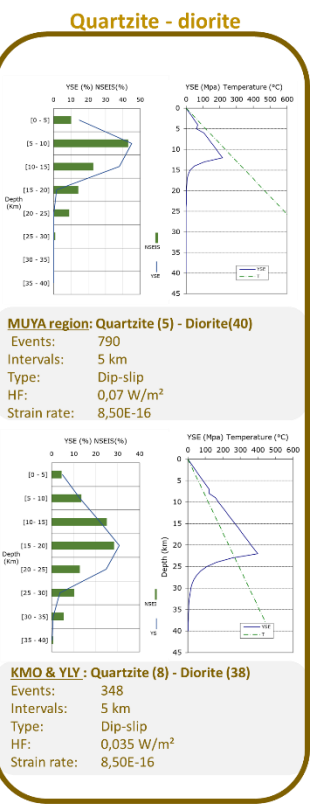 Quartzite - diorite
YSE (%) NSEIS(%)
0 10 20 30 40 50
[0 - 5]
[5 - 10]
[10 - 15]
[15 - 20]
Depth
(Km)
[20 - 25]
[25 - 30]
[30 - 35]
[35 - 40]
NSEIS
YSE
YSE (Mpa) Temperature (°C)
0 100 200 300 400 500 600
0
5
10
15
20
25
30
35
40
45
YSE
T
MUYA region: Quartzite (5) - Diorite(40)
Events: 790
Intervals: 5 km
Type: Dip-slip
HF: 0,07 W/m²
Strain rate: 8,50E-16
YSE (%) NSEIS(%)
0 10 20 30 40 50
[0 - 5]
[5 - 10]
[10 - 15]
[15 - 20]
Depth
(Km)
[20 - 25]
[25 - 30]
[30 - 35]
[35 - 40]
NSEI
YS
YSE (Mpa) Temperature (°C)
0 100 200 300 400 500 600
Depth (km)
0
5
10
15
20
25
30
35
40
45
YSE
T
KMO & YLY : Quartzite (8) - Diorite (38)
Events: 348
Intervals: 5 km
Type: Dip-slip
HF: 0,035 W/m²
Strain rate: 8,50E-16